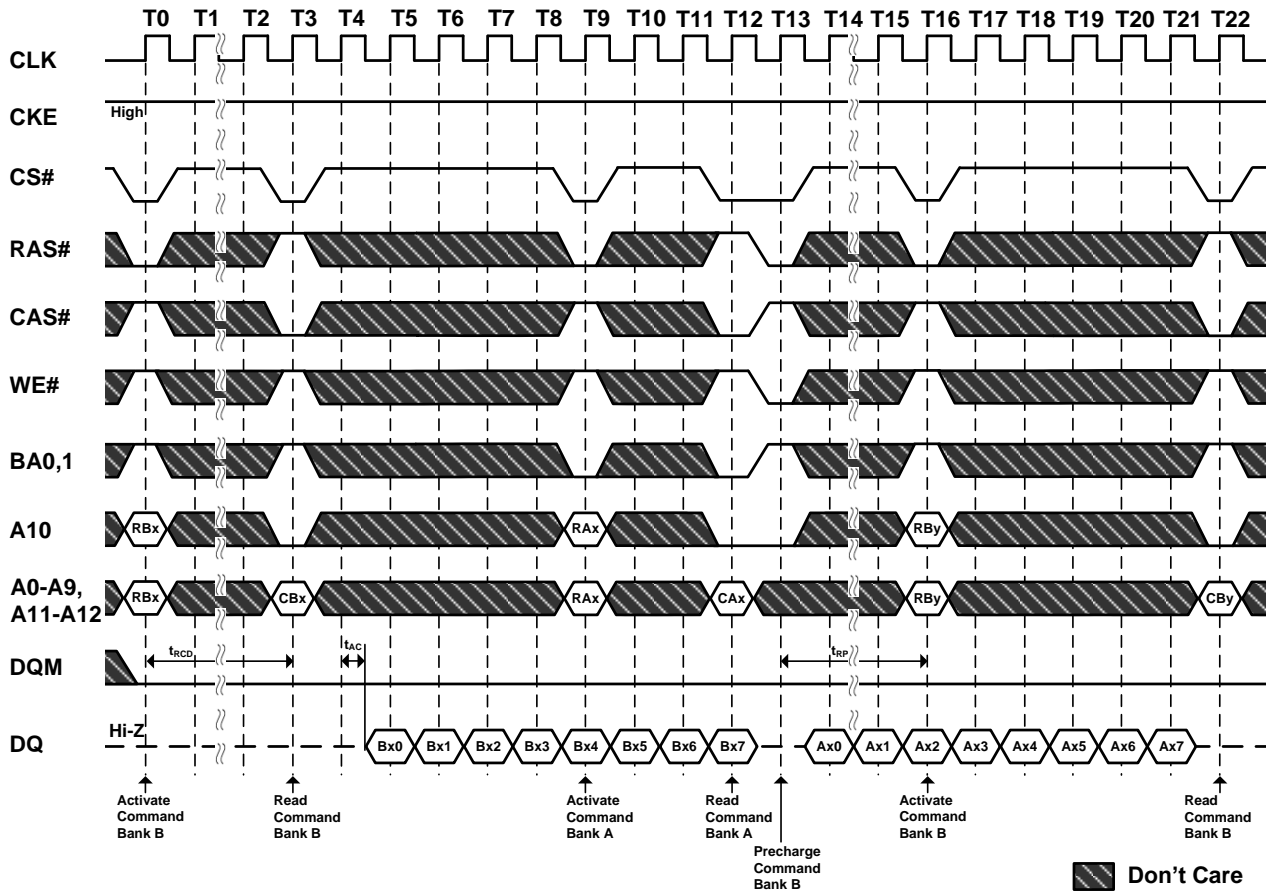 T0 T1 T2 T3 T4 T5 T6 T7 T8 T9 T10 T11 T12 T13 T14 T15 T16 T17 T18 T19 T20 T21 T22
CLK
CKE High
CS#
RAS#
CAS#
WE#
BA0,1
A10 RBx RAx RBy
A0-A9,
A11-A12 RBx CBx RAx CAx RBy CBy
DQM tRCD tAC tRP
DQ Hi-Z Bx0 Bx1 Bx2 Bx3 Bx4 Bx5 Bx6 Bx7 Ax0 Ax1 Ax2 Ax3 Ax4 Ax5 Ax6 Ax7
Activate
Command
Bank B
Read
Command
Bank B
Activate
Command
Bank A
Read
Command
Bank A
Precharge
Command
Bank B
Activate
Command
Bank B
Read
Command
Bank B
Don't Care